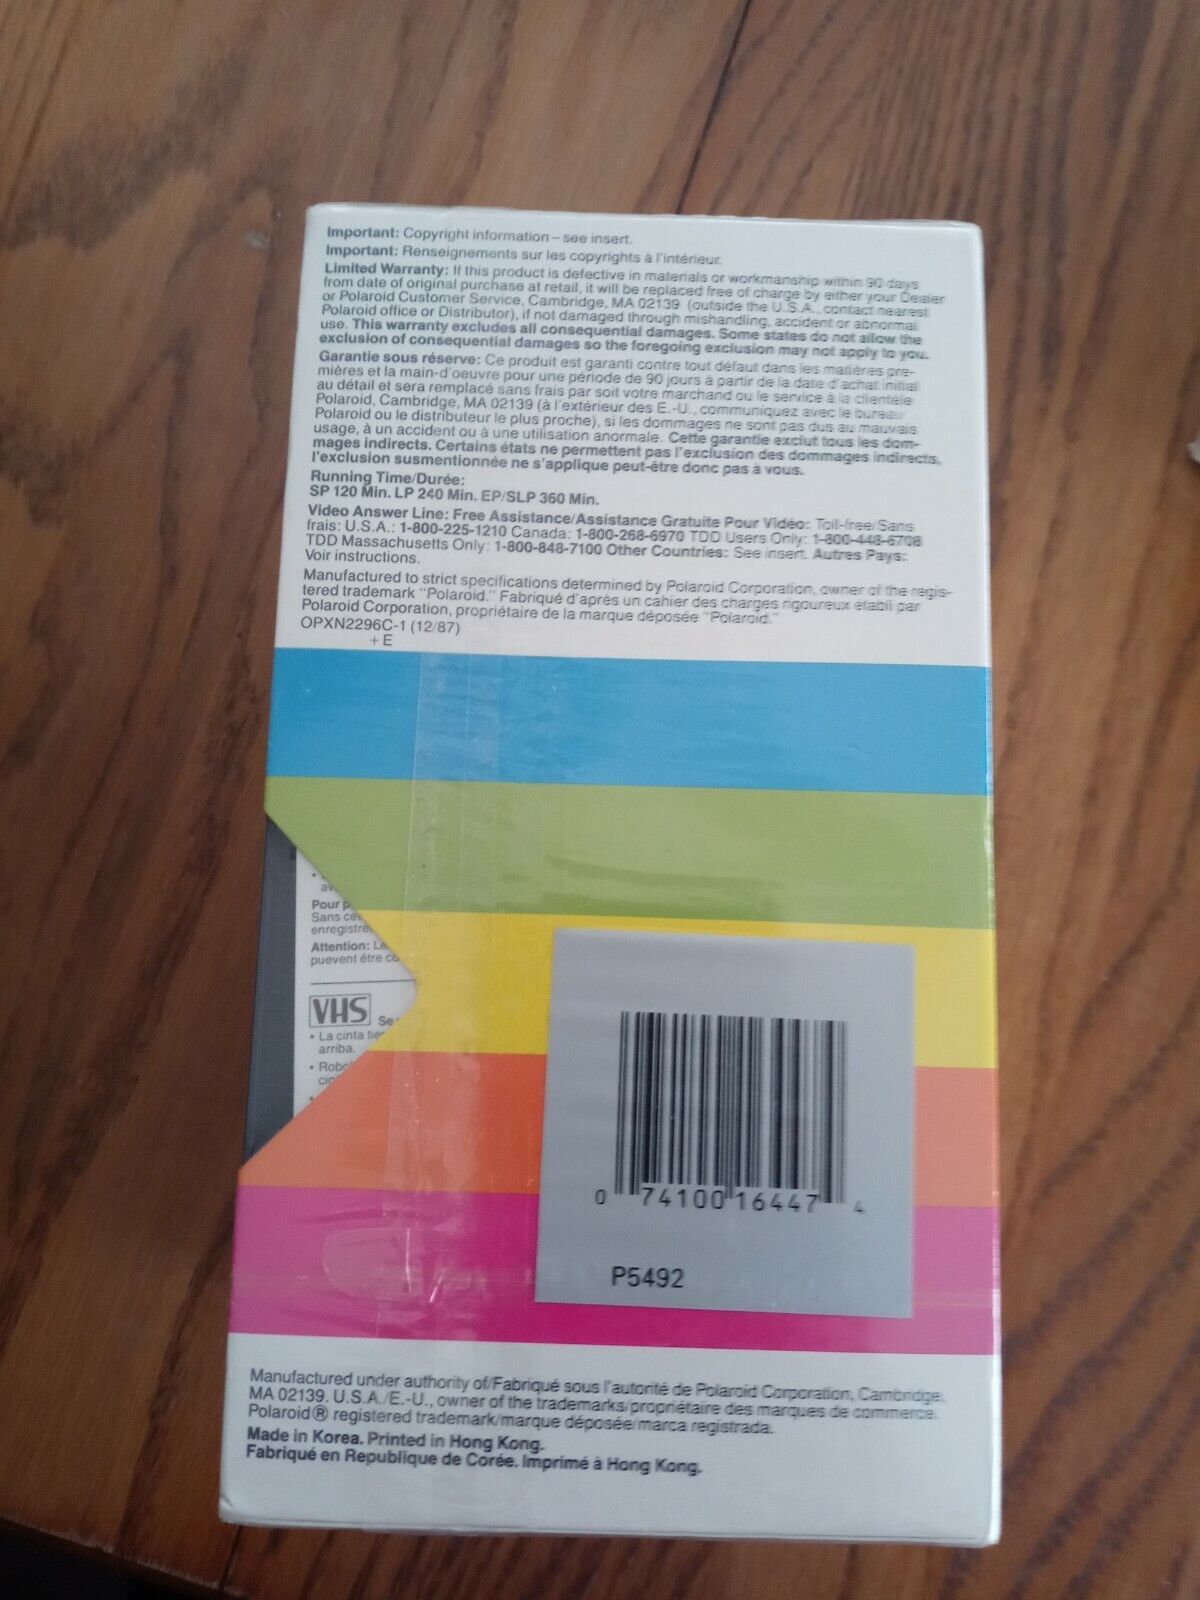 Important: Copyright information – see insert.
Important: Renseignements sur les copyrights à l'intérieur.
Limited Warranty: If this product is defective in materials or workmanship within 90 days
from date of original purchase at retail, it will be replaced free of charge by either your Dealer
or Polaroid Customer Service, Cambridge, MA 02139 (outside the U.S.A., contact nearest
Polaroid office or Distributor), if not damaged through mishandling, accident or abnormal
use. This warranty excludes all consequential damages. Some states do not allow the
exclusion of consequential damages so the foregoing exclusion may not apply to you.
Garantie sous réserve: Ce produit est garanti contre tout défaut dans les matières pre-
mières et la main-d'oeuvre pour une période de 90 jours à partir de la date d'achat initial
au détail et sera remplacé sans frais par soit votre marchand ou le service à la clientèle
Polaroid, Cambridge, MA 02139 (à l'extérieur des E.-U., communiquez avec le bureau
Polaroid ou le distributeur le plus proche), si les dommages ne sont pas dus au mauvais
usage, à un accident ou à une utilisation anormale. Cette garantie exclut tous les dom-
mages indirects. Certains états ne permettent pas l'exclusion des dommages indirects,
l'exclusion susmentionnée ne s'applique peut-être donc pas à vous.
Running Time/Durée:
SP 120 Min. LP 240 Min. EP/SLP 360 Min.
Video Answer Line: Free Assistance/Assistance Gratuite Pour Vidéo: Toll-free/Sans
frais: U.S.A.: 1-800-225-1210 Canada: 1-800-268-6970 TDD Users Only: 1-800-448-6708
TDD Massachusetts Only: 1-800-848-7100 Other Countries: See insert. Autres Pays:
Voir instructions.
Manufactured to strict specifications determined by Polaroid Corporation, owner of the regis-
tered trademark "Polaroid." Fabriqué d'après un cahier des charges rigoureux établi par
Polaroid Corporation, propriétaire de la marque déposée "Polaroid."
OPXN2296C-1 (12/87)
+ E
Pour
Sans
Attention:
puevent être
VHS
• La cinta
arriba.
0 74100 16447 4
P5492
Manufactured under authority of/Fabriqué sous l'autorité de Polaroid Corporation, Cambridge,
MA 02139. U.S.A./E.-U., owner of the trademarks/propriétaire des marques de commerce.
Polaroid® registered trademark/marque déposée/marca registrada.
Made in Korea. Printed in Hong Kong.
Fabriqué en Republique de Corée. Imprimé à Hong Kong.